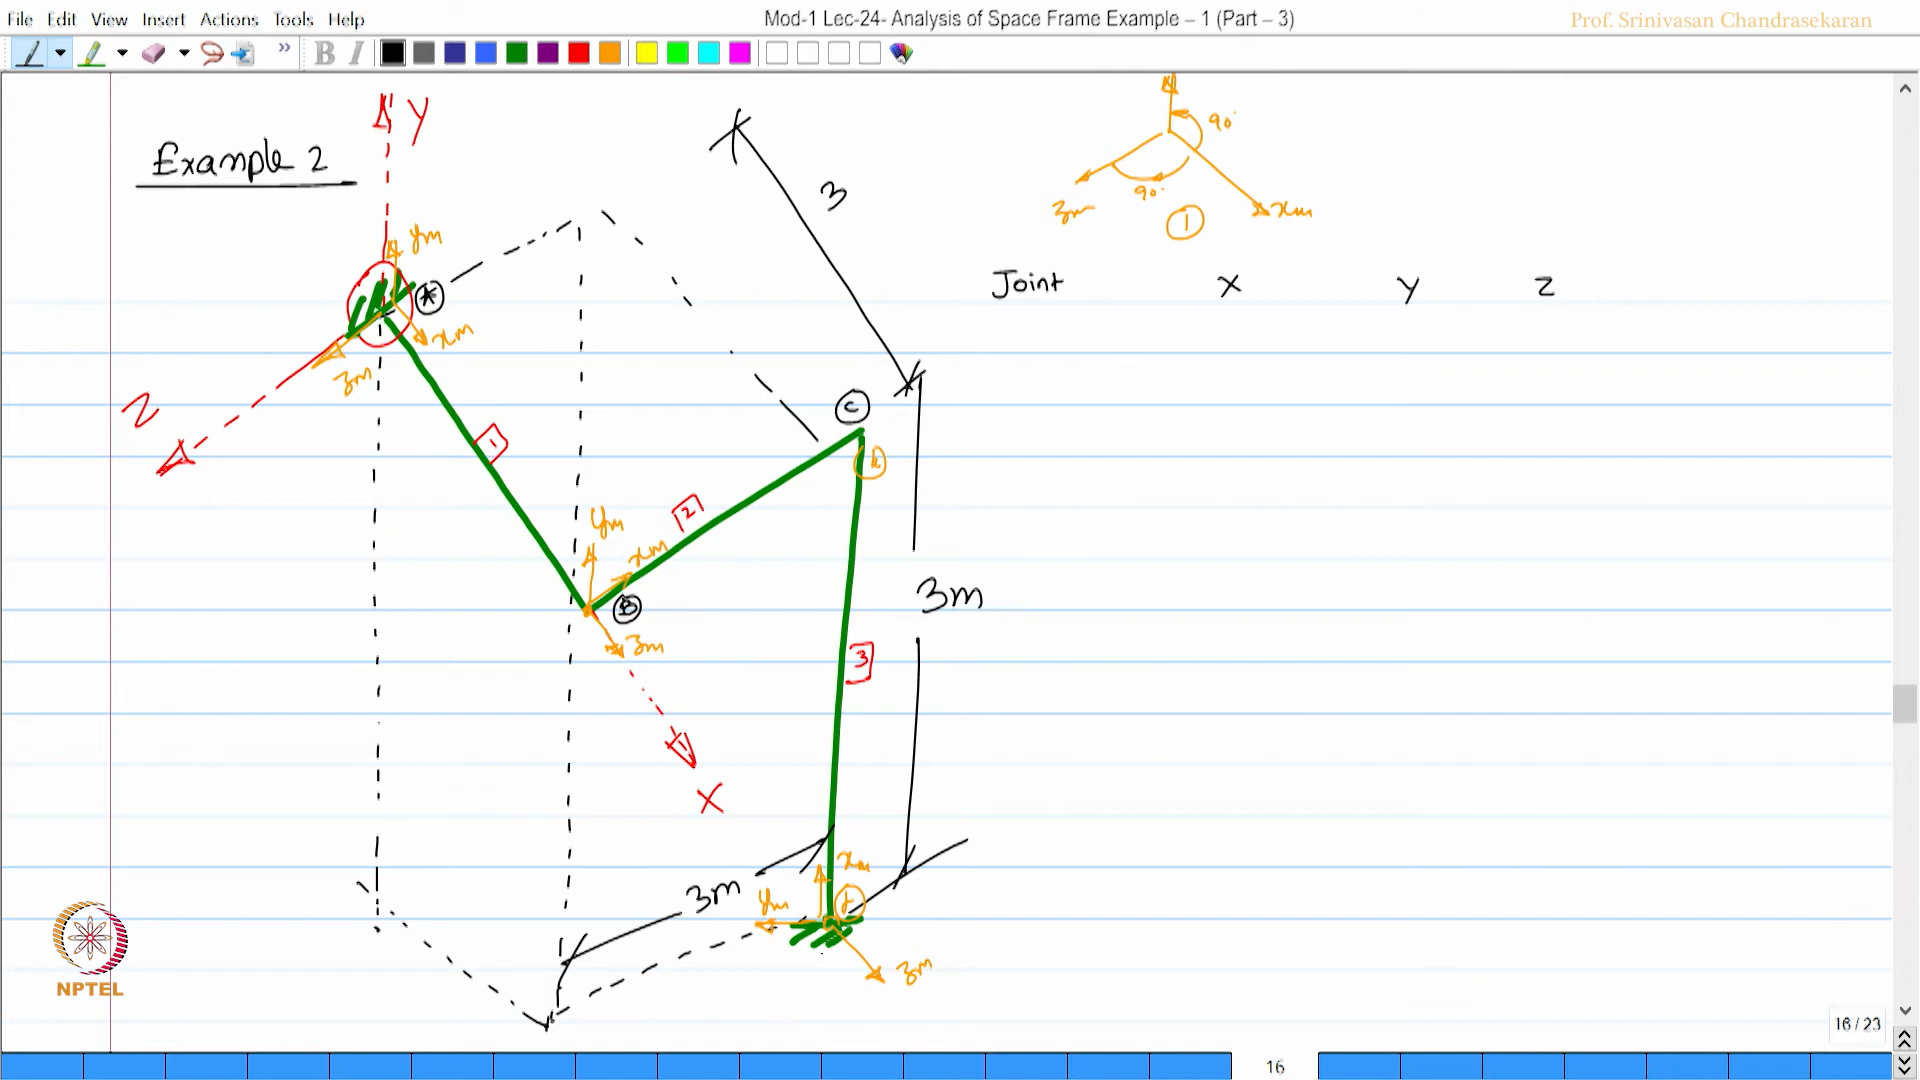 File Edit View Insert Actions Tools Help
Mod-1 Lec-24- Analysis of Space Frame Example – 1 (Part – 3)
Prof. Srinivasan Chandrasekaran
B I
Example 2
Y
ym
A
xm
zm
Z
1
3
C
k
2
ym
xm
B
zm
3m
3
X
3m
xm
ym
zm
90°
90°
zm
xm
1
Joint X Y Z
NPTEL
16 / 23
16